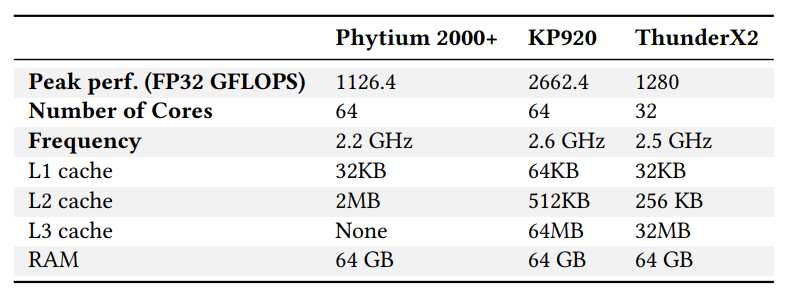 Phytium 2000+ KP920 ThunderX2
Peak perf. (FP32 GFLOPS) 1126.4 2662.4 1280
Number of Cores 64 64 32
Frequency 2.2 GHz 2.6 GHz 2.5 GHz
L1 cache 32KB 64KB 32KB
L2 cache 2MB 512KB 256 KB
L3 cache None 64MB 32MB
RAM 64 GB 64 GB 64 GB